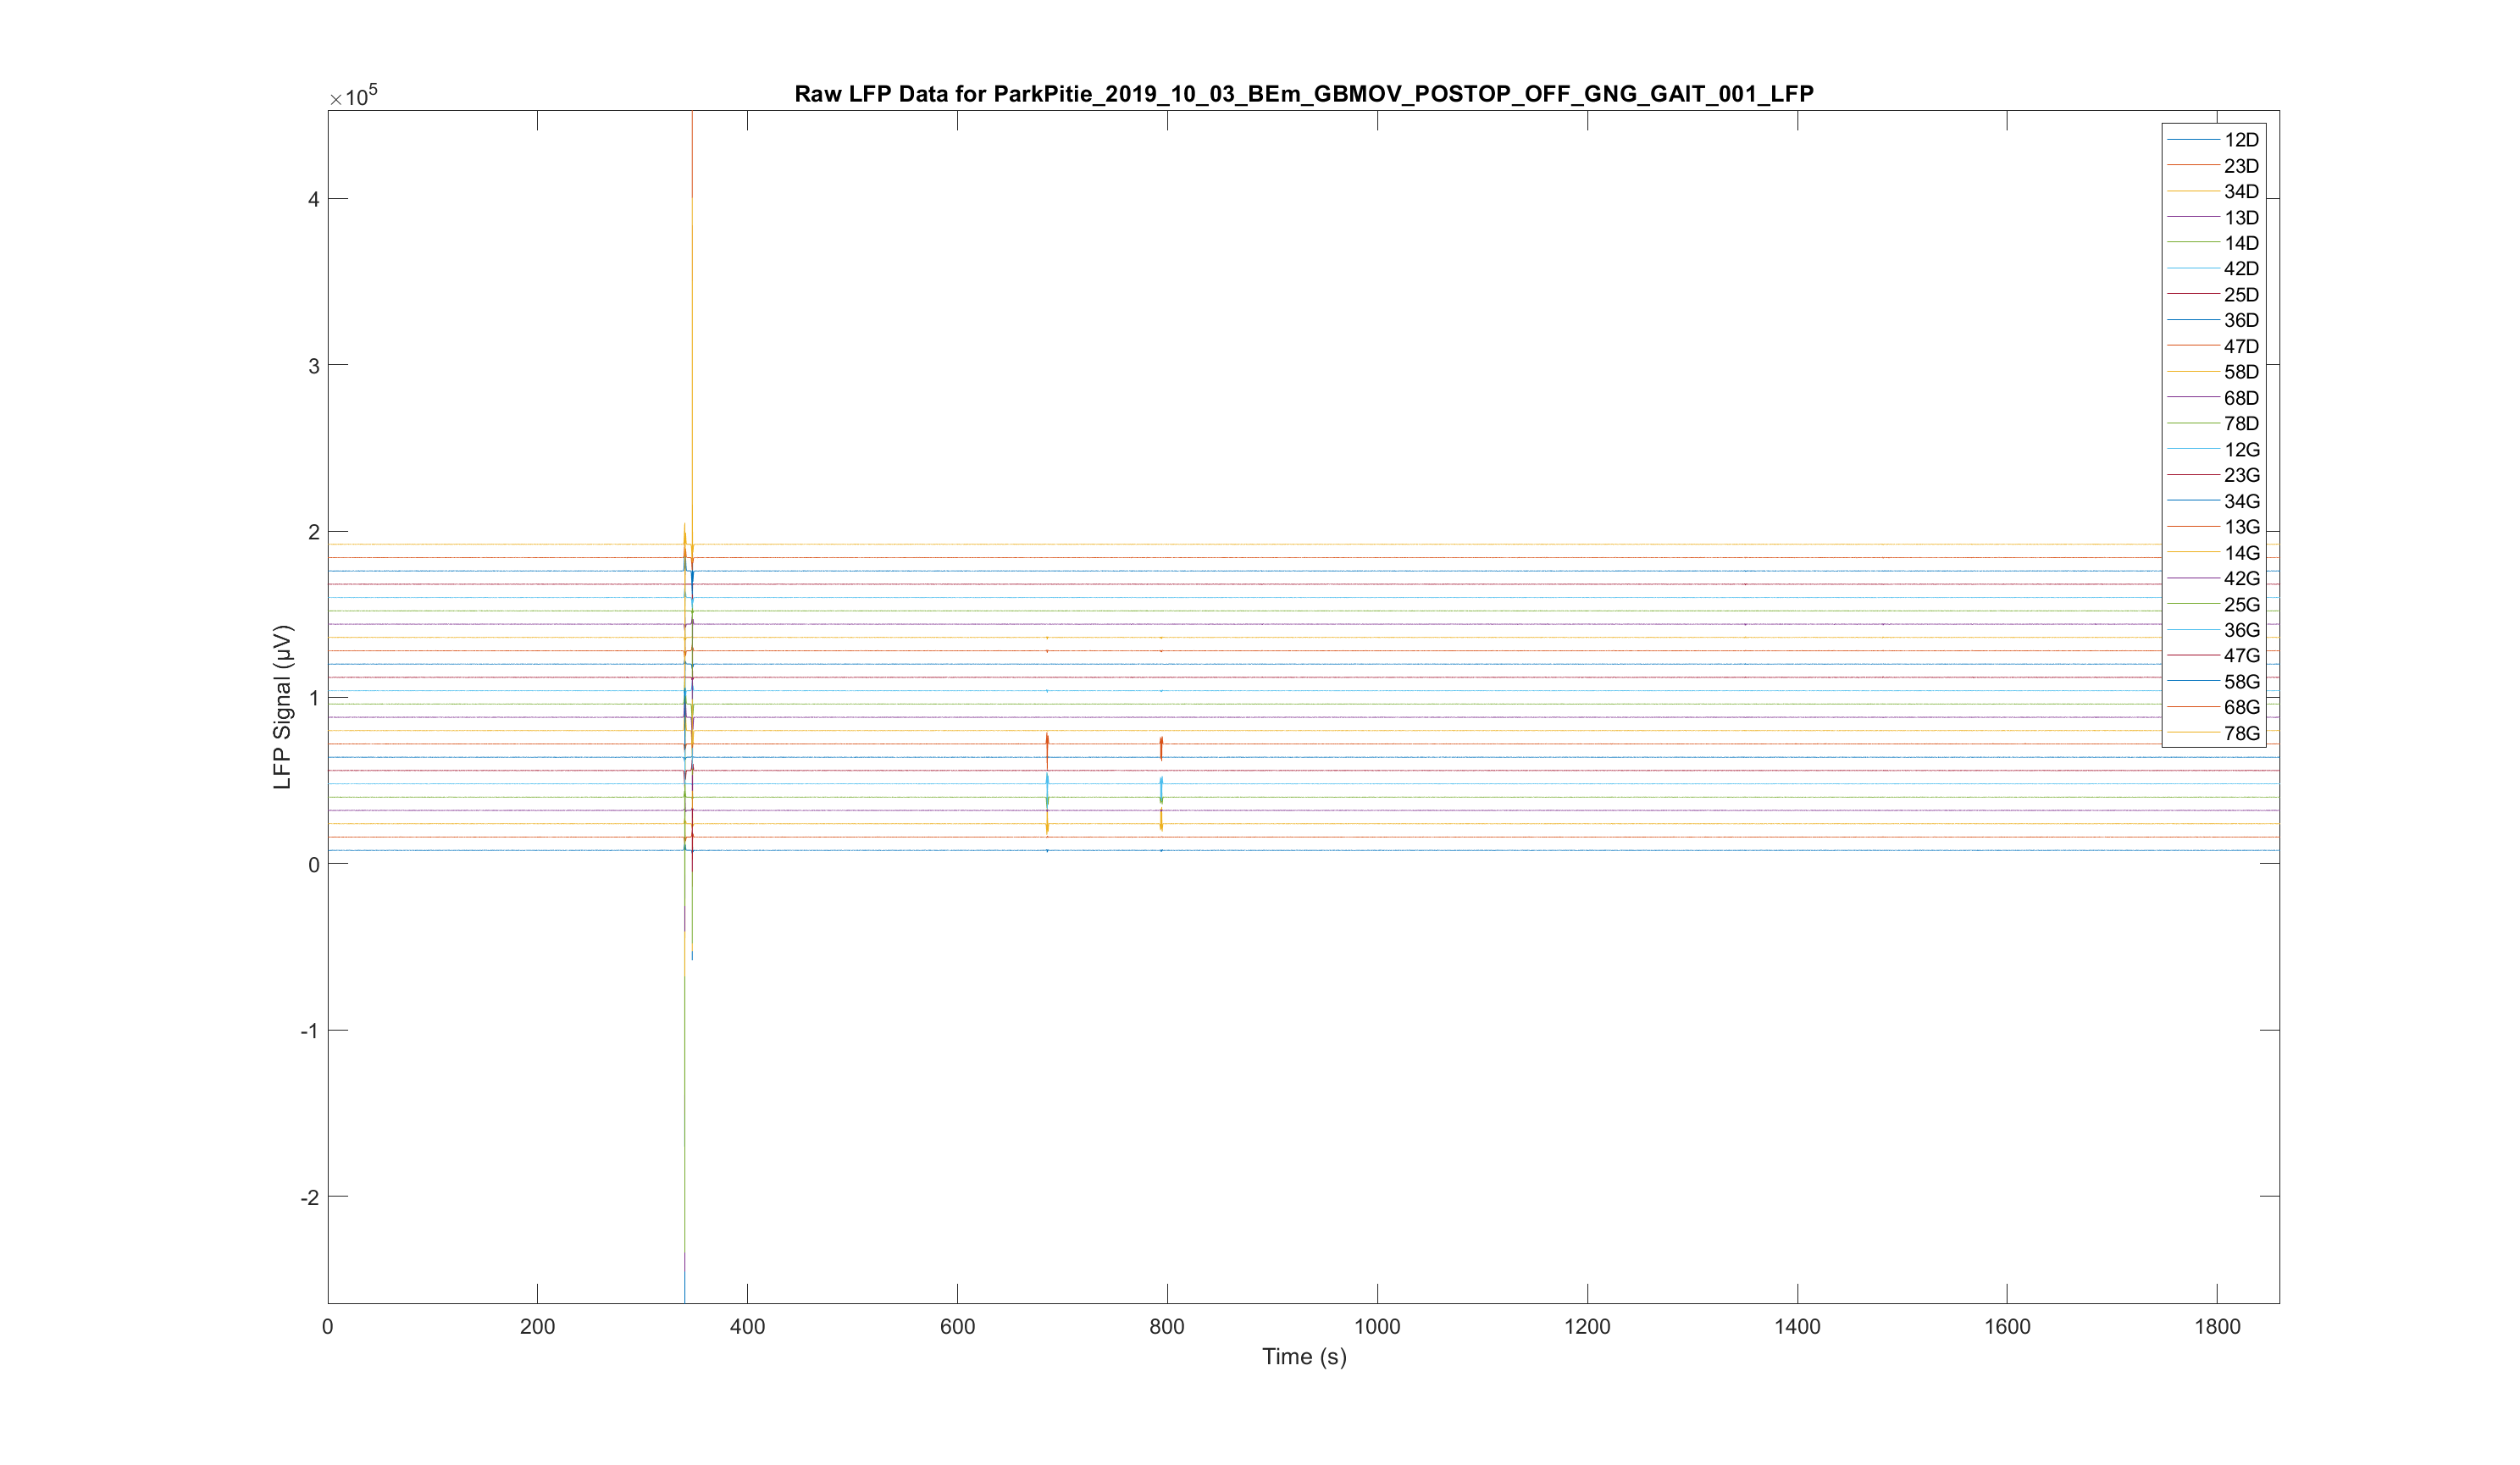 Raw LFP Data for ParkPitie_2019_10_03_BEm_GBMOV_POSTOP_OFF_GNG_GAIT_001_LFP
×10^5
4
3
2
1
0
-1
-2
LFP Signal (µV)
0 200 400 600 800 1000 1200 1400 1600 1800
Time (s)
12D
23D
34D
13D
14D
42D
25D
36D
47D
58D
68D
78D
12G
23G
34G
13G
14G
42G
25G
36G
47G
58G
68G
78G